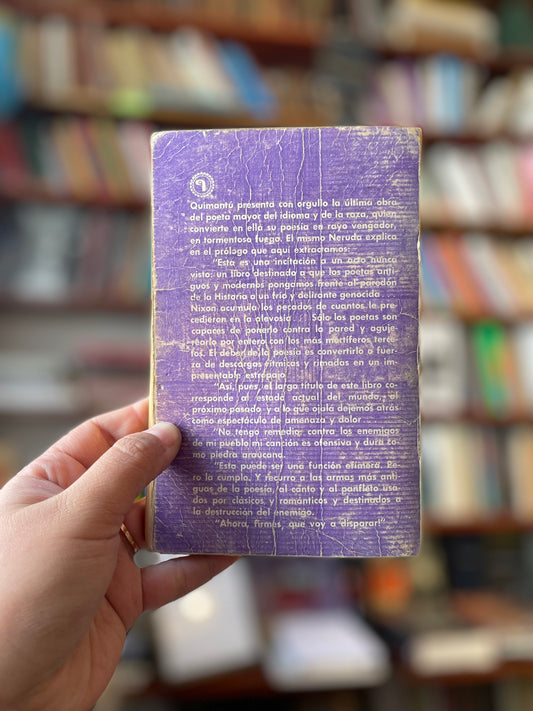 Quimantú presenta con orgullo la última obra
del poeta mayor del idioma y de la raza, quien
convierte en ella su poesía en rayo vengador,
en tormentoso fuego. El mismo Neruda explica
en el prólogo que aquí extractamos:
"Esta es una incitación a un acto nunca
visto: un libro destinado a que los poetas anti-
guos y modernos pongamos frente al paredón
de la Historia a un frío y delirante genocida...
Nixon acumula los pecados de cuantos le pre-
cedieron en la alevosía... Sólo los poetas son
capaces de ponerlo contra la pared y aguje-
rearlo por entero con los más mortíferos terce-
tos. El deber de la poesía es convertirlo a fuer-
za de descargas rítmicas y rimadas en un im-
presentable estropajo.
"Así, pues, el largo título de este libro co-
rresponde al estado actual del mundo, al
próximo pasado y a lo que ojalá dejemos atrás
como espectáculo de amenaza y dolor.
"No tengo remedio: contra los enemigos
de mi pueblo mi canción es ofensiva y dura co-
mo piedra araucana.
"Esta puede ser una función efímera. Pe-
ro la cumplo. Y recurro a las armas más anti-
guas de la poesía, al canto y al panfleto usa-
dos por clásicos y románticos y destinados a
la destrucción del enemigo.
"Ahora, firmes, que voy a disparar!"